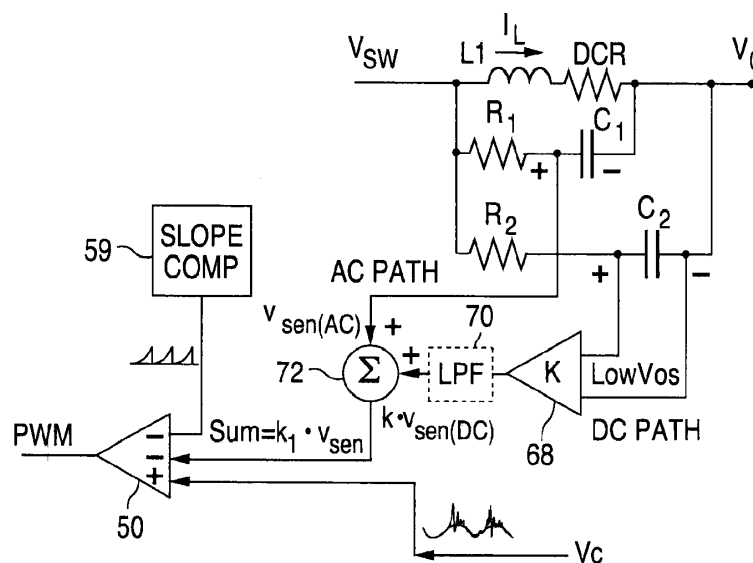 V_SW
L1
I_L
DCR
R_1
C_1
+
−
R_2
C_2
+
−
59
SLOPE
COMP
AC PATH
v_sen(AC)
+
72
Σ
+
70
LPF
K
LowVos
68
DC PATH
k·v_sen(DC)
Sum=k_1·v_sen
PWM
−
−
+
50
Vc